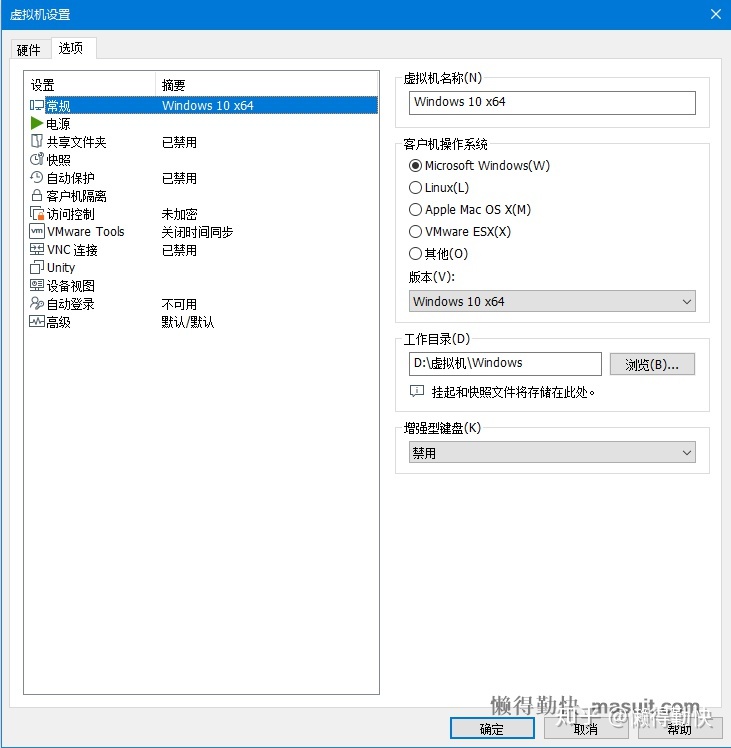 虚拟机设置
硬件 选项
设置 摘要
常规 Windows 10 x64
电源
共享文件夹 已禁用
快照
自动保护 已禁用
客户机隔离
访问控制 未加密
VMware Tools 关闭时间同步
VNC 连接 已禁用
Unity
设备视图
自动登录 不可用
高级 默认/默认
虚拟机名称(N)
Windows 10 x64
客户机操作系统
Microsoft Windows(W)
Linux(L)
Apple Mac OS X(M)
VMware ESX(X)
其他(O)
版本(V):
Windows 10 x64
工作目录(D)
D:\虚拟机\Windows 浏览(B)...
挂起和快照文件将存储在此处。
增强型键盘(K)
禁用
懒得勤快 masuit.com
知乎 @懒得勤快
确定 取消 帮助